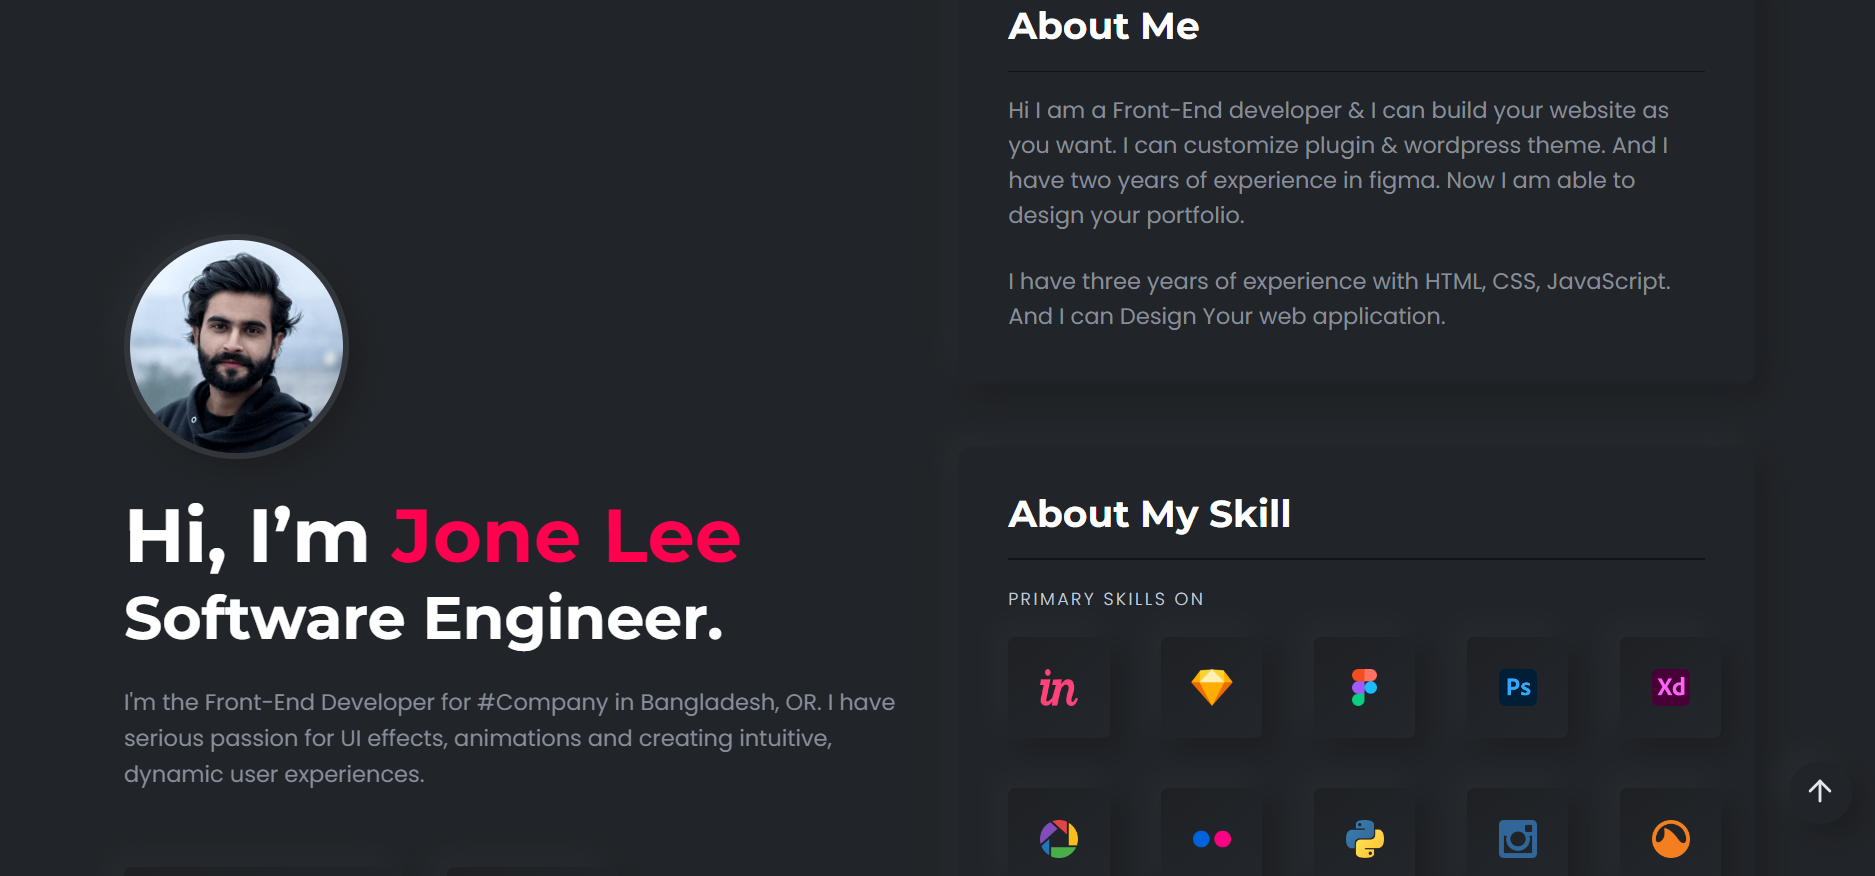 Hi, I’m Jone Lee
Software Engineer.
I'm the Front-End Developer for #Company in Bangladesh, OR. I have
serious passion for UI effects, animations and creating intuitive,
dynamic user experiences.
About Me
Hi I am a Front-End developer & I can build your website as
you want. I can customize plugin & wordpress theme. And I
have two years of experience in figma. Now I am able to
design your portfolio.
I have three years of experience with HTML, CSS, JavaScript.
And I can Design Your web application.
About My Skill
PRIMARY SKILLS ON
in
Ps
Xd